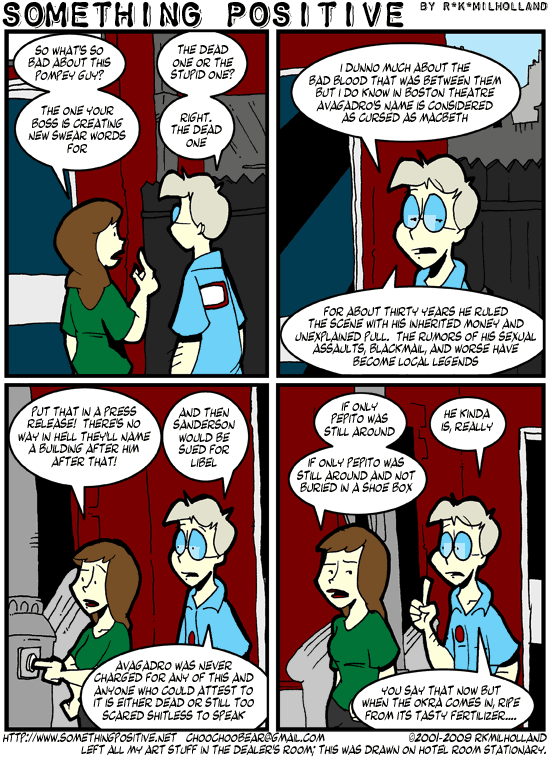 SOMETHING POSITIVE BY R*K*MILHOLLAND
SO WHAT'S SO
BAD ABOUT THIS
POMPEY GUY?
THE DEAD
ONE OR THE
STUPID ONE?
THE ONE YOUR
BOSS IS CREATING
NEW SWEAR WORDS
FOR
RIGHT.
THE DEAD
ONE
I DUNNO MUCH ABOUT THE
BAD BLOOD THAT WAS BETWEEN THEM
BUT I DO KNOW IN BOSTON THEATRE
AVAGADRO'S NAME IS CONSIDERED
AS CURSED AS MACBETH
FOR ABOUT THIRTY YEARS HE RULED
THE SCENE WITH HIS INHERITED MONEY AND
UNEXPLAINED PULL. THE RUMORS OF HIS SEXUAL
ASSAULTS, BLACKMAIL, AND WORSE HAVE
BECOME LOCAL LEGENDS
PUT THAT IN A PRESS
RELEASE! THERE'S NO
WAY IN HELL THEY'LL NAME
A BUILDING AFTER HIM
AFTER THAT!
AND THEN
SANDERSON
WOULD BE
SUED FOR
LIBEL
AVAGADRO WAS NEVER
CHARGED FOR ANY OF THIS AND
ANYONE WHO COULD ATTEST TO
IT IS EITHER DEAD OR STILL TOO
SCARED SHITLESS TO SPEAK
IF ONLY
PEPITO WAS
STILL AROUND
HE KINDA
IS, REALLY
IF ONLY PEPITO WAS
STILL AROUND AND NOT
BURIED IN A SHOE BOX
YOU SAY THAT NOW BUT
WHEN THE OKRA COMES IN, RIPE
FROM ITS TASTY FERTILIZER....
HTTP://WWW.SOMETHINGPOSITIVE.NET CHOOCHOOBEAR@GMAIL.COM ©2001-2009 RKMILHOLLAND
LEFT ALL MY ART STUFF IN THE DEALER'S ROOM; THIS WAS DRAWN ON HOTEL ROOM STATIONARY.